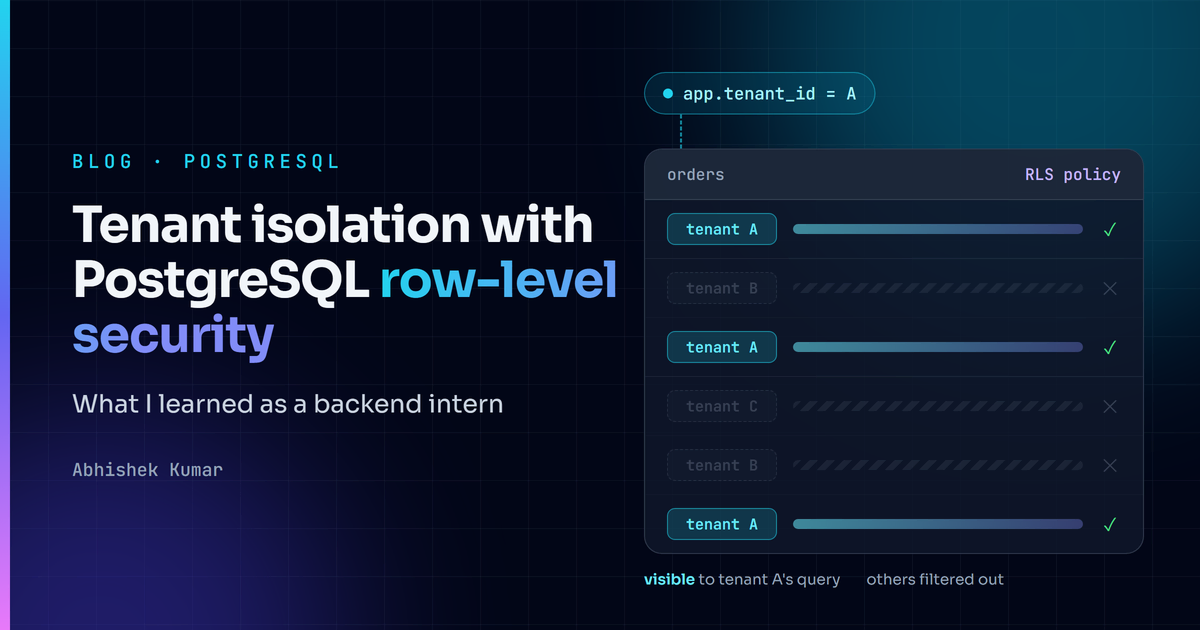 BLOG · POSTGRESQL
Tenant isolation with
PostgreSQL row-level
security
What I learned as a backend intern
Abhishek Kumar
app.tenant_id = A
orders RLS policy
tenant A ✓
tenant B ✕
tenant A ✓
tenant C ✕
tenant B ✕
tenant A ✓
visible to tenant A's query others filtered out